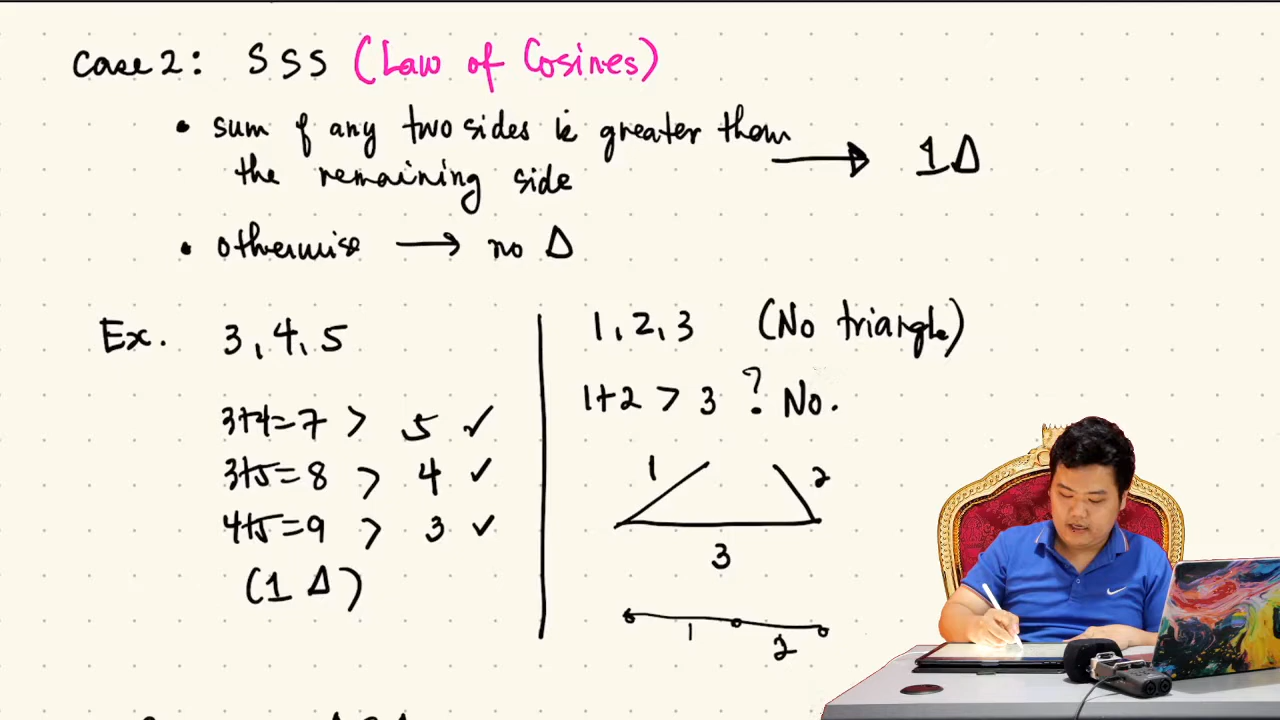 Case 2: SSS (Law of Cosines)
• sum of any two sides is greater than
the remaining side → 1Δ
• otherwise → no Δ
Ex. 3, 4, 5
3+4=7 > 5 ✓
3+5=8 > 4 ✓
4+5=9 > 3 ✓
(1 Δ)
1, 2, 3 (No triangle)
1+2 > 3 ? No.
1 2
3
1 2